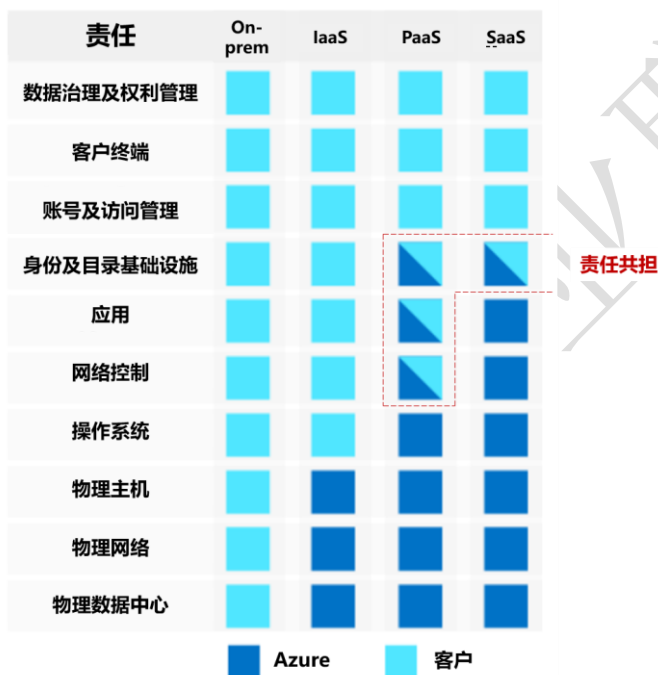 责任 On-prem IaaS PaaS SaaS
数据治理及权利管理
客户终端
账号及访问管理
身份及目录基础设施
责任共担
应用
网络控制
操作系统
物理主机
物理网络
物理数据中心
Azure 客户